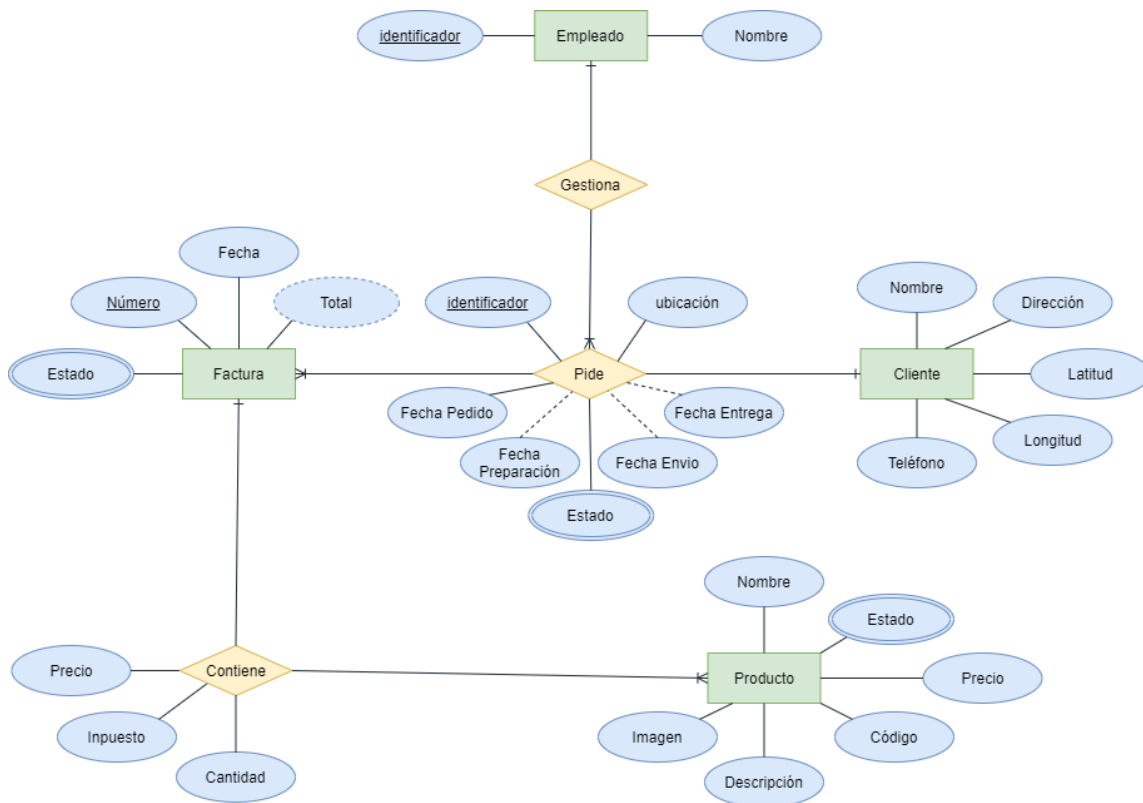 identificador
Empleado
Nombre
Gestiona
Fecha
Número
Total
Estado
Factura
identificador
ubicación
Pide
Fecha Pedido
Fecha
Preparación
Fecha Envio
Fecha Entrega
Estado
Nombre
Dirección
Cliente
Latitud
Longitud
Teléfono
Precio
Contiene
Inpuesto
Cantidad
Nombre
Estado
Producto
Precio
Imagen
Código
Descripción